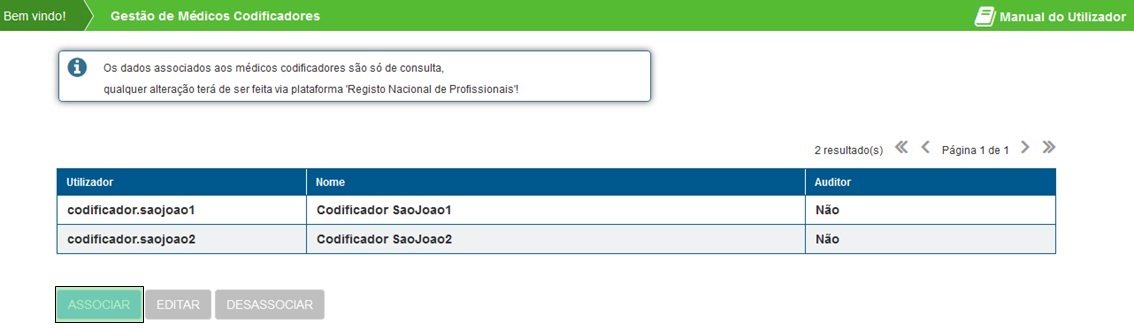 Bem vindo! Gestão de Médicos Codificadores Manual do Utilizador
Os dados associados aos médicos codificadores são só de consulta,
qualquer alteração terá de ser feita via plataforma 'Registo Nacional de Profissionais'!
2 resultado(s) Página 1 de 1
Utilizador Nome Auditor
codificador.saojoao1 Codificador SaoJoao1 Não
codificador.saojoao2 Codificador SaoJoao2 Não
ASSOCIAR EDITAR DESASSOCIAR